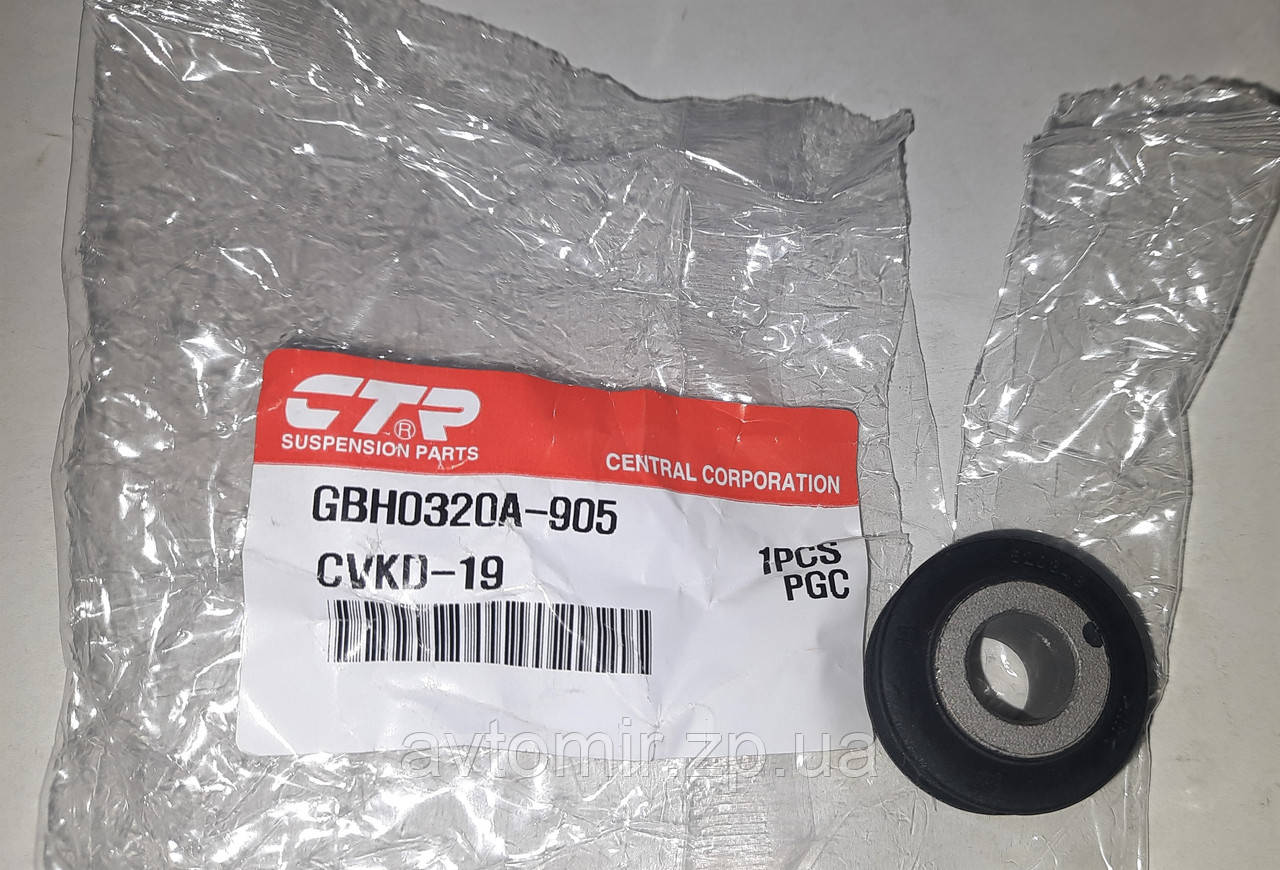 CTR
®
SUSPENSION PARTS
CENTRAL CORPORATION
GBH0320A-905
CVKD-19
1PCS
PGC
avtomir.zp.ua